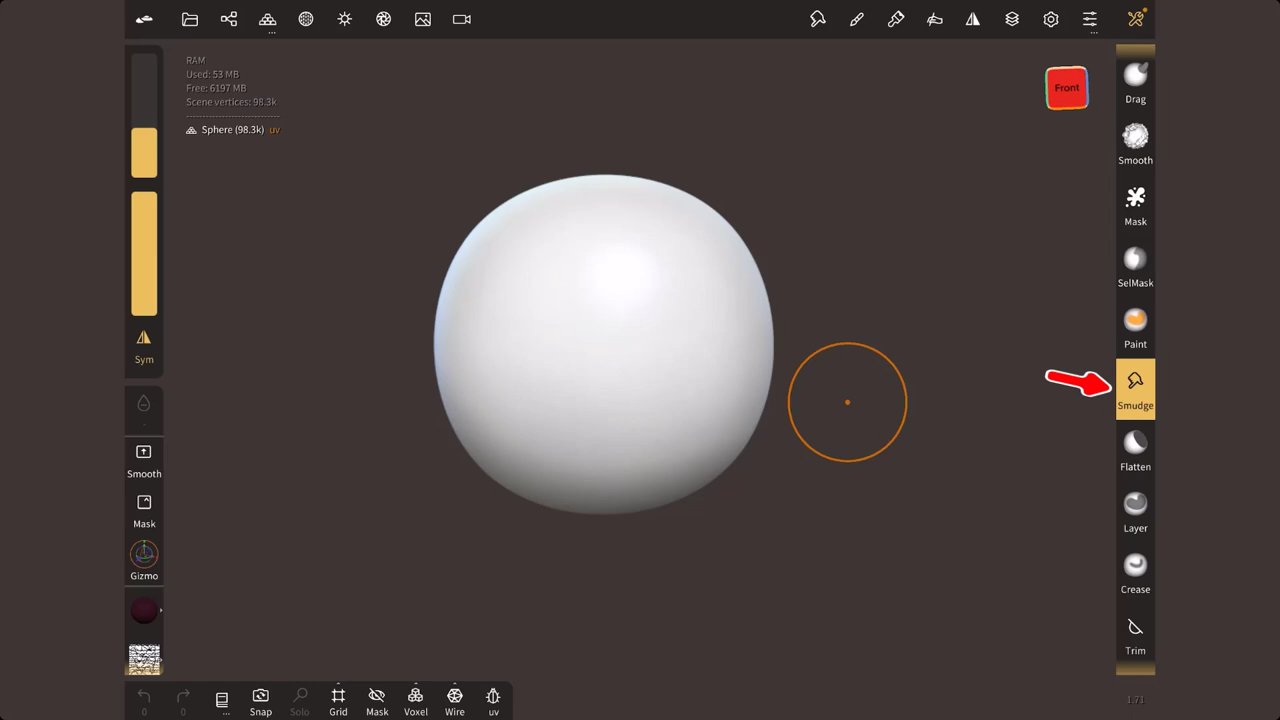 RAM
Used: 53 MB
Free: 6197 MB
Scene vertices: 98.3k
--------------------------
Sphere (98.3k) uv
Front
Sym
Smooth
Mask
Gizmo
Drag
Smooth
Mask
SelMask
Paint
Smudge
Flatten
Layer
Crease
Trim
0
0
...
Snap
Solo
Grid
Mask
Voxel
Wire
uv
1.71